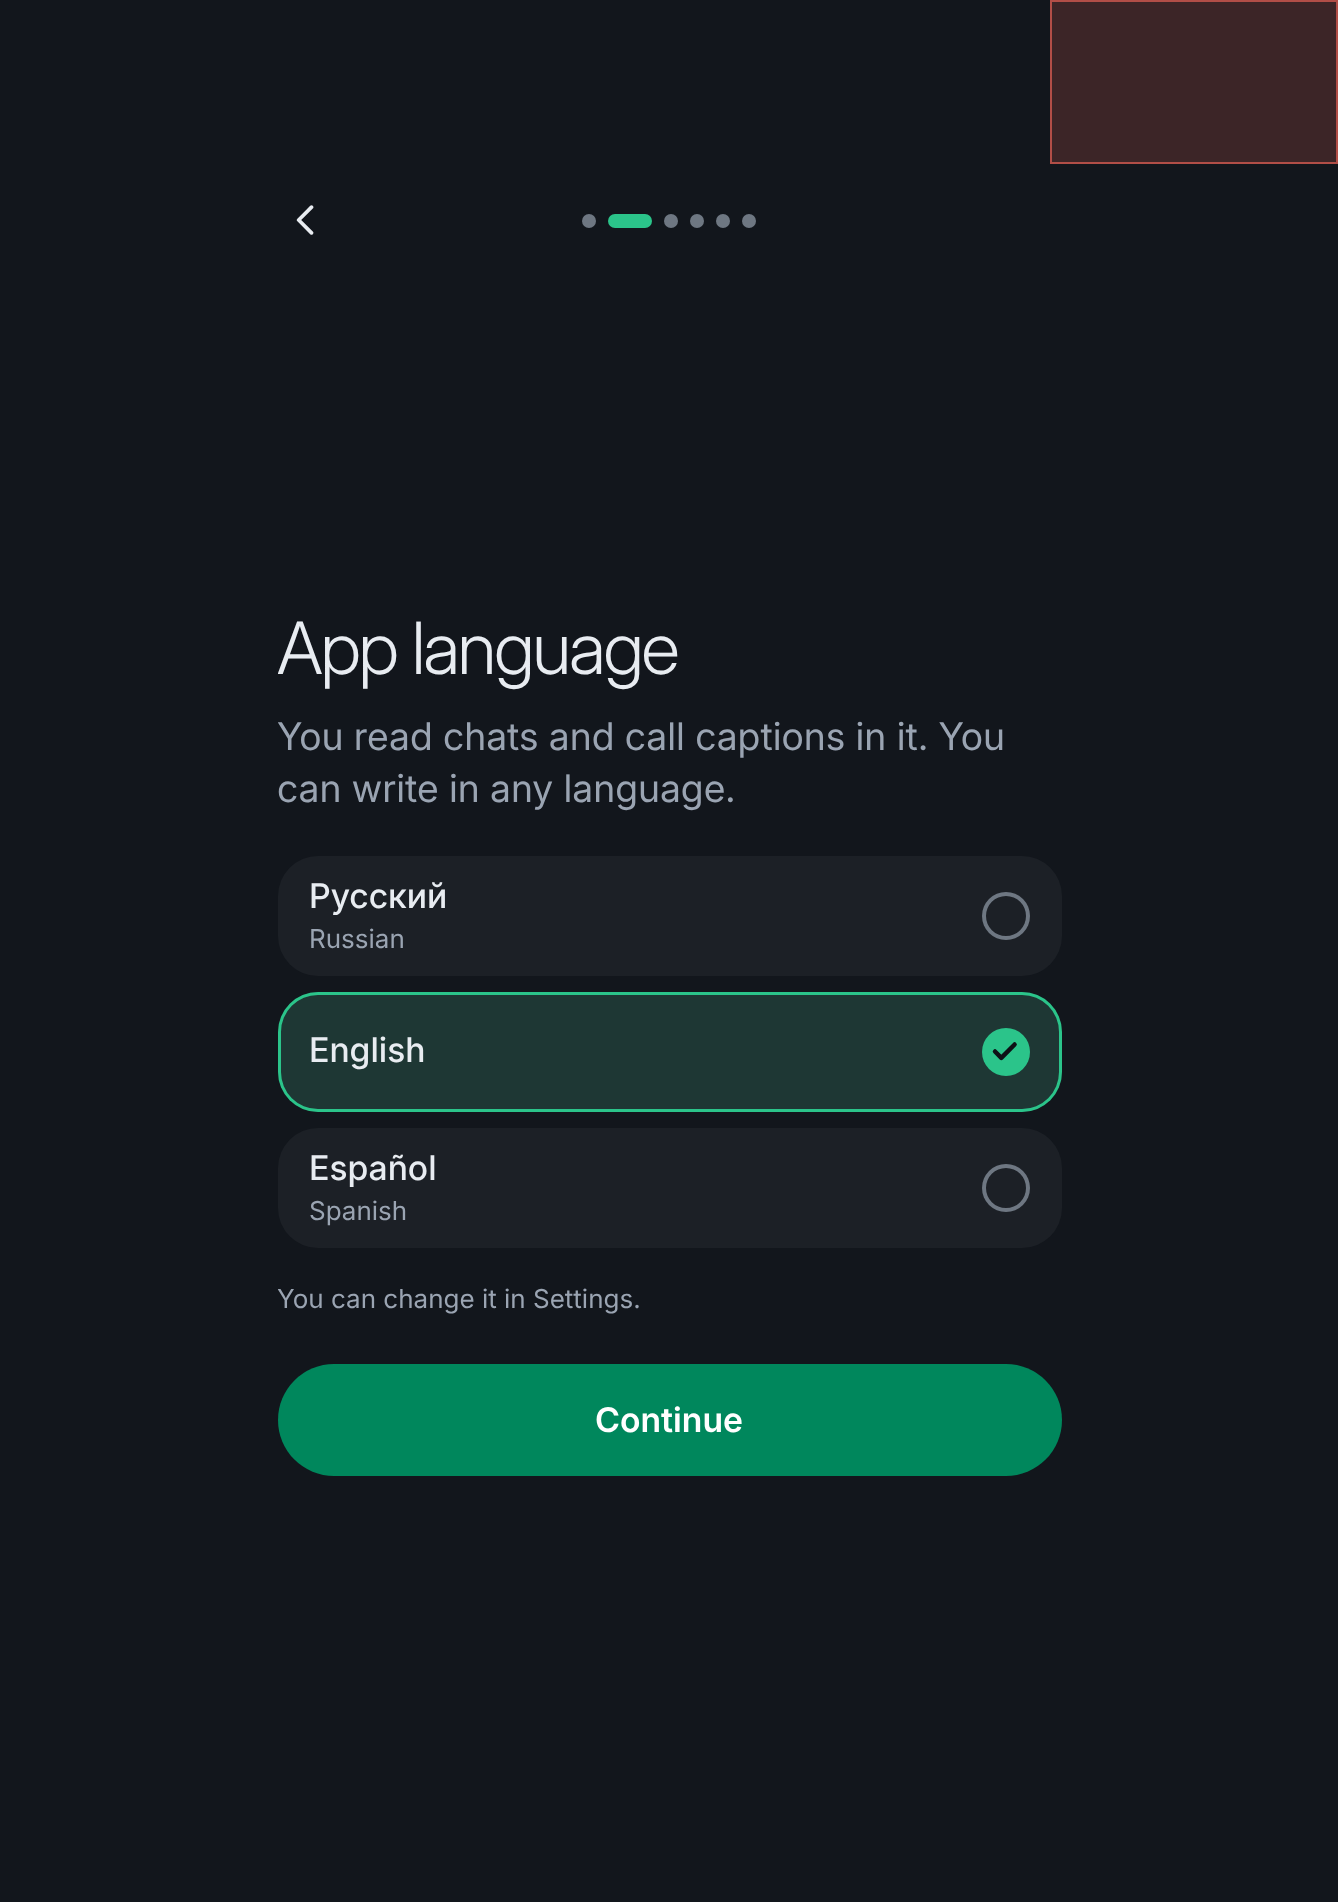 App language
You read chats and call captions in it. You
can write in any language.
Русский
Russian
English
Español
Spanish
You can change it in Settings.
Continue